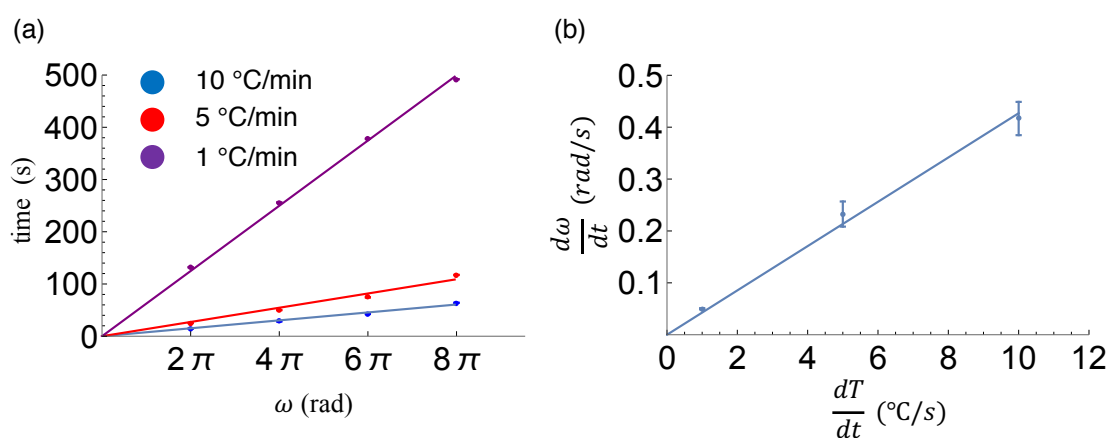 (a)
500
400
300
200
100
0
time (s)
10 °C/min
5 °C/min
1 °C/min
2 π 4 π 6 π 8 π
ω (rad)
(b)
0.5
0.4
0.3
0.2
0.1
dω/dt (rad/s)
0 2 4 6 8 10 12
dT/dt (°C/s)